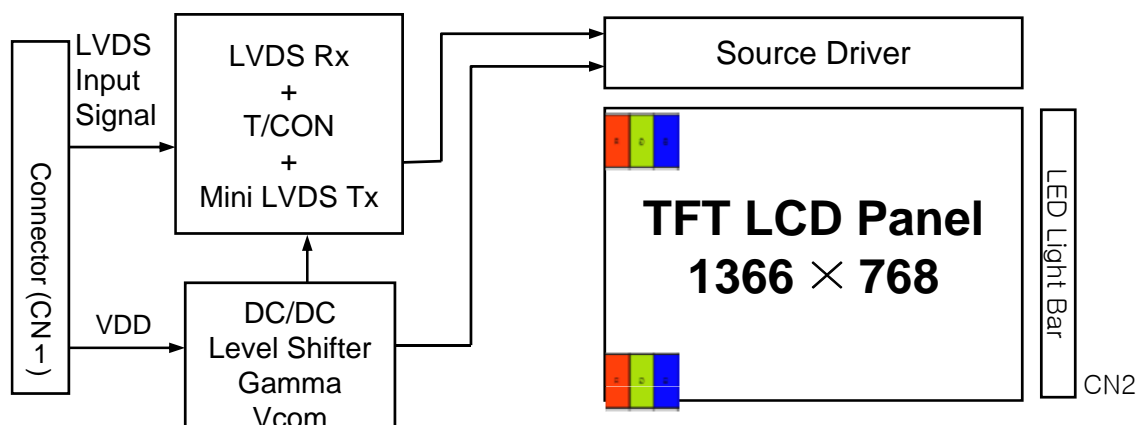 LVDS
Input
Signal
Connector (CN1)
VDD
LVDS Rx
+
T/CON
+
Mini LVDS Tx
DC/DC
Level Shifter
Gamma
Vcom
Source Driver
TFT LCD Panel
1366 × 768
LED Light Bar
CN2